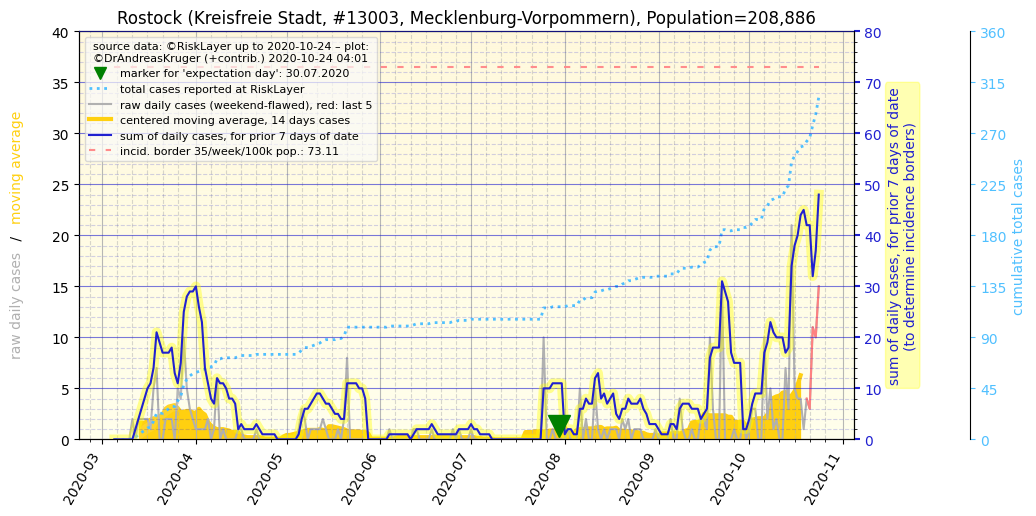 Rostock (Kreisfreie Stadt, #13003, Mecklenburg-Vorpommern), Population=208,886
source data: ©RiskLayer up to 2020-10-24 – plot:
©DrAndreasKruger (+contrib.) 2020-10-24 04:01
marker for 'expectation day': 30.07.2020
total cases reported at RiskLayer
raw daily cases (weekend-flawed), red: last 5
centered moving average, 14 days cases
sum of daily cases, for prior 7 days of date
incid. border 35/week/100k pop.: 73.11
raw daily cases / moving average
40
35
30
25
20
15
10
5
0
80
70
60
50
40
30
20
10
0
sum of daily cases, for prior 7 days of date
(to determine incidence borders)
360
315
270
225
180
135
90
45
0
cumulative total cases
2020-03
2020-04
2020-05
2020-06
2020-07
2020-08
2020-09
2020-10
2020-11